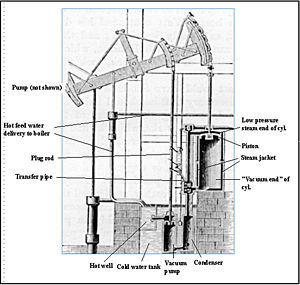 Pump (not shown)
Hot feed water
delivery to boiler
Plug rod
Transfer pipe
Low pressure
steam end of cyl.
Piston
Steam jacket
"Vacuum end" of
cyl.
Hot well
Cold water tank
Vacuum
pump
Condenser